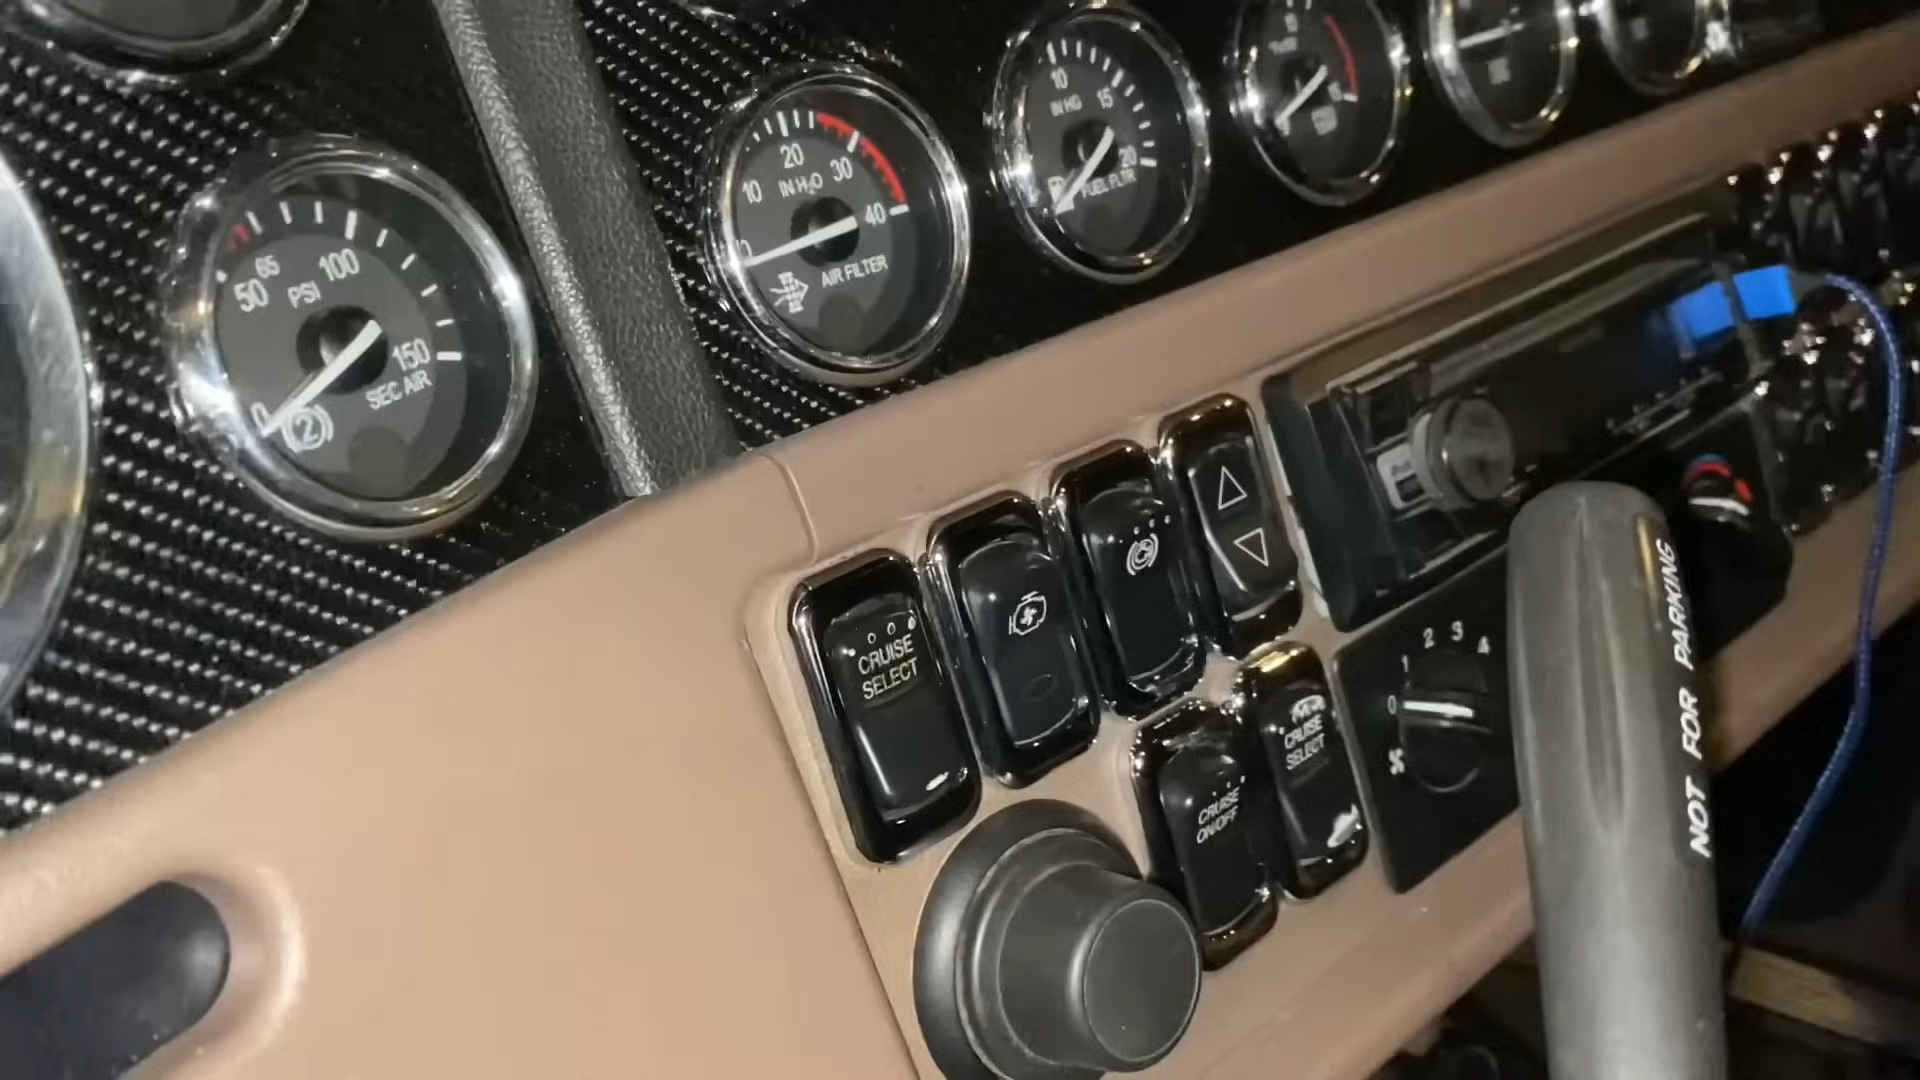 65
50
100
PSI
150
SEC AIR
0
2
10
20
30
40
IN H₂O
0
AIR FILTER
10
15
20
IN HG
FUEL FLTR
CRUISE
SELECT
CRUISE
ON/OFF
CRUISE
SELECT
0
1
2
3
4
NOT FOR PARKING